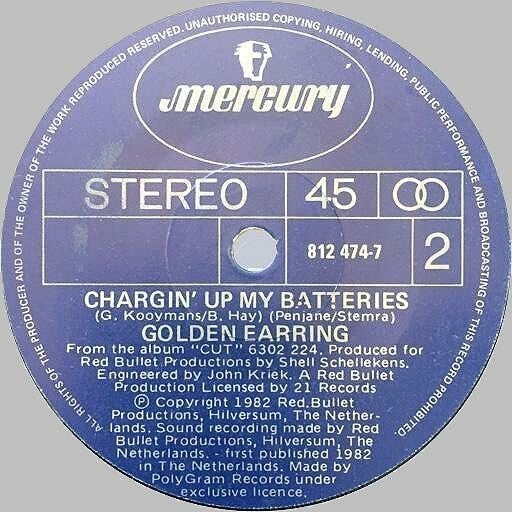 ALL RIGHTS OF THE PRODUCER AND OF THE OWNER OF THE WORK REPRODUCED RESERVED. UNAUTHORISED COPYING, HIRING, LENDING, PUBLIC PERFORMANCE AND BROADCASTING OF THIS RECORD PROHIBITED.
mercury
STEREO 45
812 474-7 2
CHARGIN' UP MY BATTERIES
(G. Kooymans/B. Hay) (Penjane/Stemra)
GOLDEN EARRING
From the album "CUT" 6302 224. Produced for
Red Bullet Productions by Shell Schellekens.
Engineered by John Kriek. A Red Bullet
Production Licensed by 21 Records
Ⓟ Copyright 1982 Red Bullet
Productions, Hilversum, The Nether-
lands. Sound recording made by Red
Bullet Productions, Hilversum, The
Netherlands. - first published 1982
in The Netherlands. Made by
PolyGram Records under
exclusive licence.